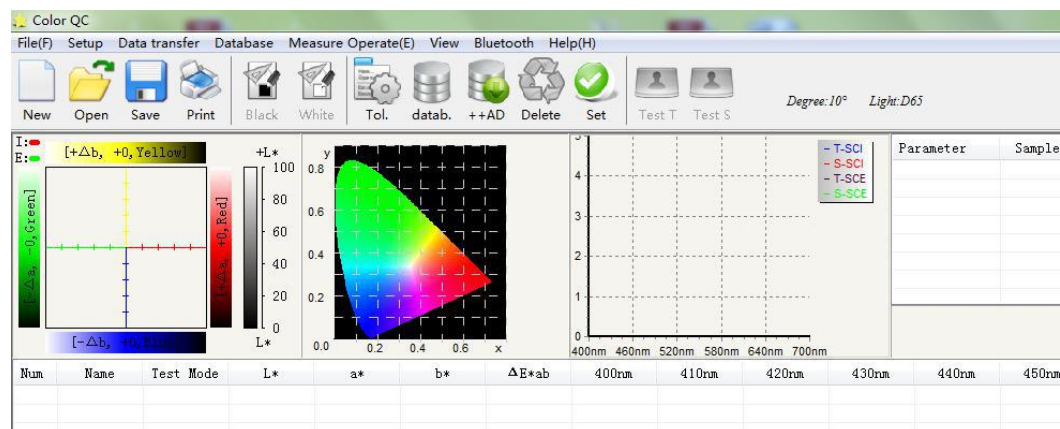 Color QC
File(F) Setup Data transfer Database Measure Operate(E) View Bluetooth Help(H)
New Open Save Print Black White Tol. datab. ++AD Delete Set Test T Test S Degree:10° Light:D65
I:
E:
[+Δb, +0,Yellow]
[-Δa, -0,Green]
[+Δa, +0,Red]
[-Δb,
+L*
100
80
60
40
20
0
L*
y
0.8
0.6
0.4
0.2
0.0 0.2 0.4 0.6 x
4
3
2
1
0
400nm 460nm 520nm 580nm 640nm 700nm
T-SCI
S-SCI
T-SCE
S-SCE
Parameter Sample
Num Name Test Mode L* a* b* ΔE*ab 400nm 410nm 420nm 430nm 440nm 450nm